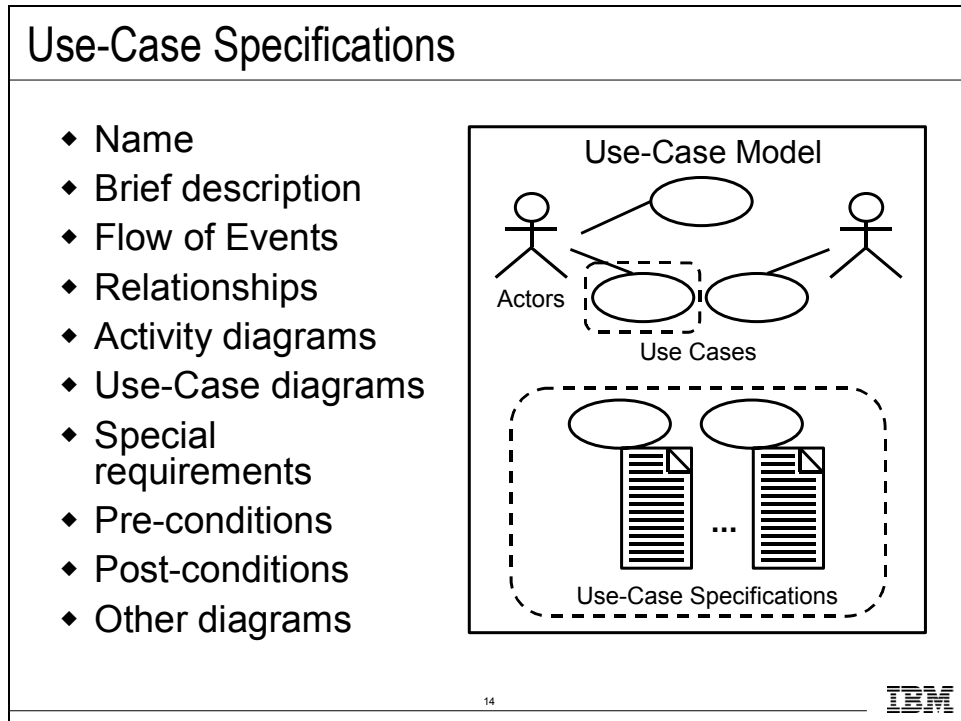 Use-Case Specifications
Name
Brief description
Flow of Events
Relationships
Activity diagrams
Use-Case diagrams
Special
requirements
Pre-conditions
Post-conditions
Other diagrams
Use-Case Model
Actors
Use Cases
...
Use-Case Specifications
14
IBM